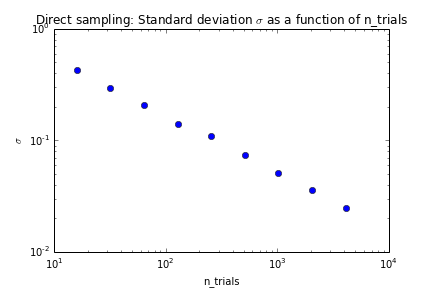 Direct sampling: Standard deviation σ as a function of n_trials
10⁰
10⁻¹
10⁻²
σ
10¹ 10² 10³ 10⁴
n_trials